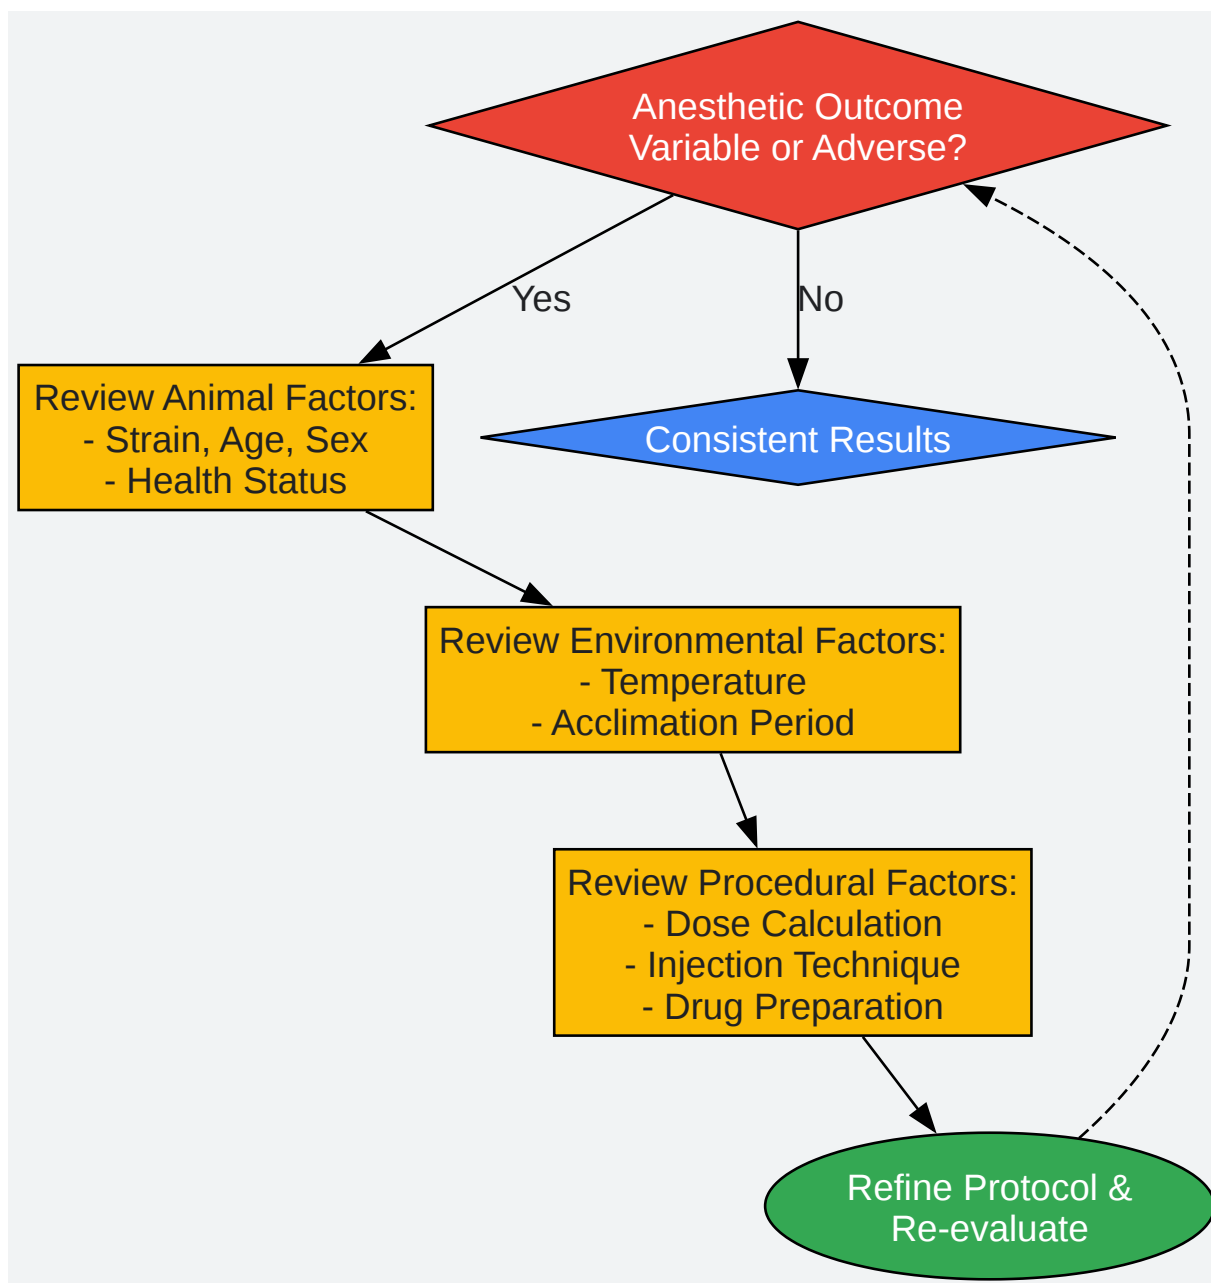 Anesthetic Outcome
Variable or Adverse?
Yes
No
Review Animal Factors:
- Strain, Age, Sex
- Health Status
Consistent Results
Review Environmental Factors:
- Temperature
- Acclimation Period
Review Procedural Factors:
- Dose Calculation
- Injection Technique
- Drug Preparation
Refine Protocol &
Re-evaluate